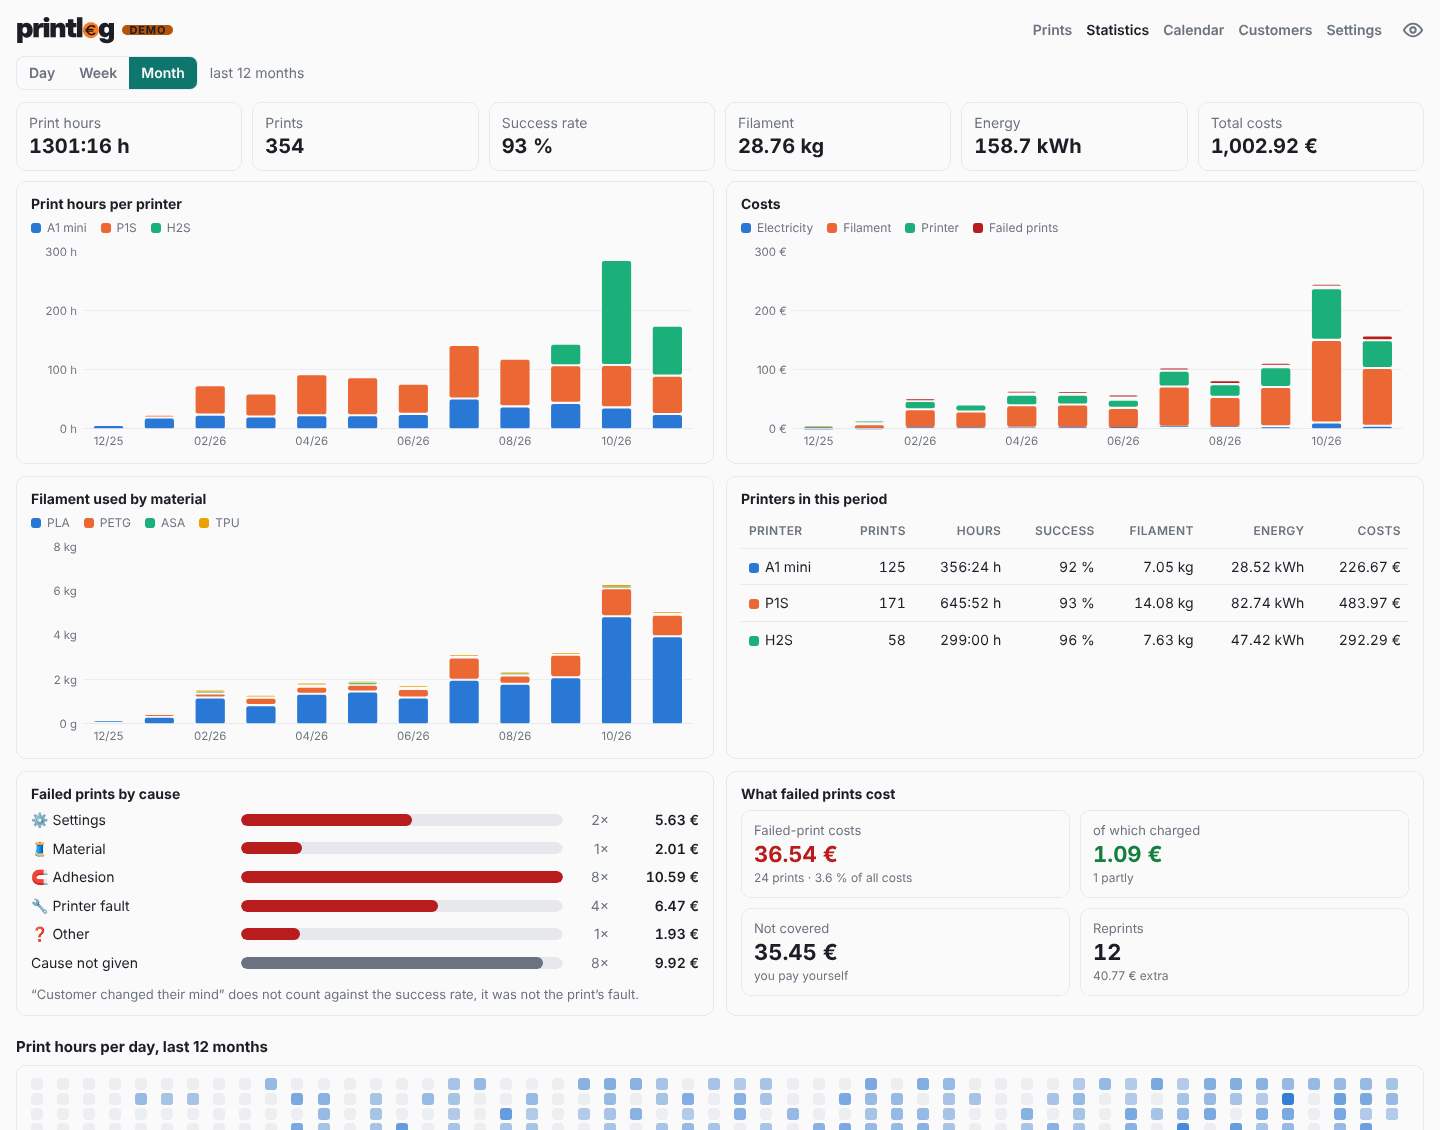 printl€g DEMO
Prints Statistics Calendar Customers Settings
Day Week Month last 12 months
Print hours
1301:16 h
Prints
354
Success rate
93 %
Filament
28.76 kg
Energy
158.7 kWh
Total costs
1,002.92 €
Print hours per printer
A1 mini P1S H2S
300 h
200 h
100 h
0 h
12/25 02/26 04/26 06/26 08/26 10/26
Costs
Electricity Filament Printer Failed prints
300 €
200 €
100 €
0 €
12/25 02/26 04/26 06/26 08/26 10/26
Filament used by material
PLA PETG ASA TPU
8 kg
6 kg
4 kg
2 kg
0 g
12/25 02/26 04/26 06/26 08/26 10/26
Printers in this period
PRINTER PRINTS HOURS SUCCESS FILAMENT ENERGY COSTS
A1 mini 125 356:24 h 92 % 7.05 kg 28.52 kWh 226.67 €
P1S 171 645:52 h 93 % 14.08 kg 82.74 kWh 483.97 €
H2S 58 299:00 h 96 % 7.63 kg 47.42 kWh 292.29 €
Failed prints by cause
Settings 2× 5.63 €
Material 1× 2.01 €
Adhesion 8× 10.59 €
Printer fault 4× 6.47 €
Other 1× 1.93 €
Cause not given 8× 9.92 €
“Customer changed their mind” does not count against the success rate, it was not the print’s fault.
What failed prints cost
Failed-print costs
36.54 €
24 prints · 3.6 % of all costs
of which charged
1.09 €
1 partly
Not covered
35.45 €
you pay yourself
Reprints
12
40.77 € extra
Print hours per day, last 12 months